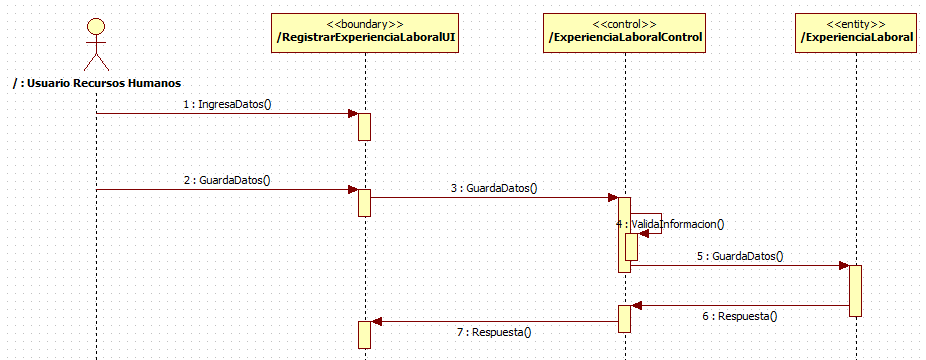 <<boundary>>
/RegistrarExperienciaLaboralUI
<<control>>
/ExperienciaLaboralControl
<<entity>>
/ExperienciaLaboral
/ : Usuario Recursos Humanos
1 : IngresaDatos()
2 : GuardaDatos()
3 : GuardaDatos()
4 : ValidaInformacion()
5 : GuardaDatos()
6 : Respuesta()
7 : Respuesta()